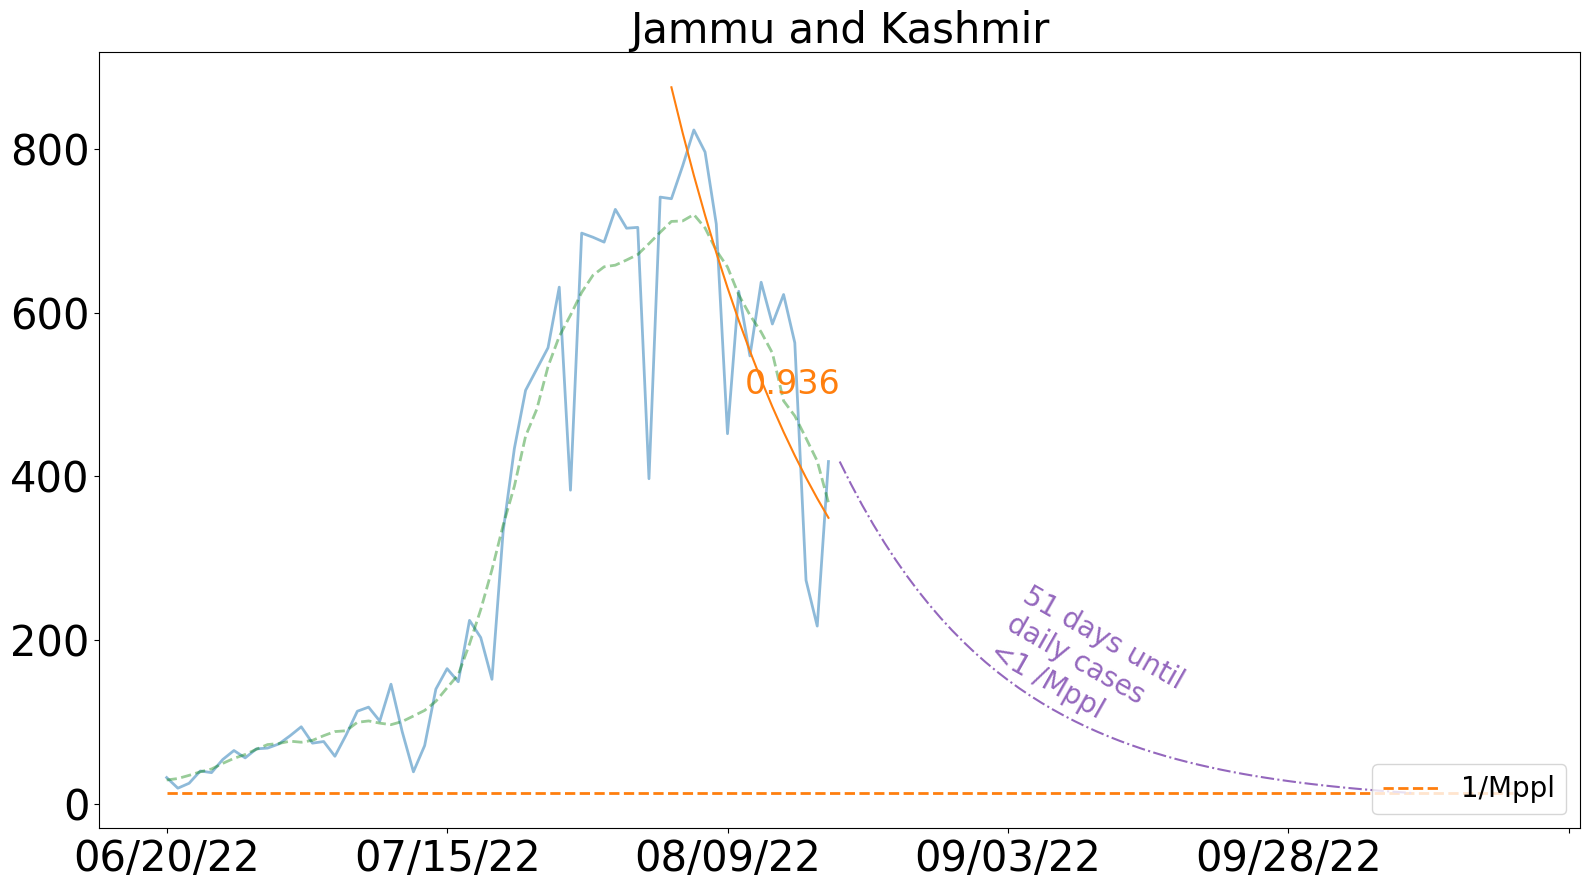 Jammu and Kashmir
800
600
400
200
0
0.936
51 days until
daily cases
<1 /Mppl
1/Mppl
06/20/22
07/15/22
08/09/22
09/03/22
09/28/22